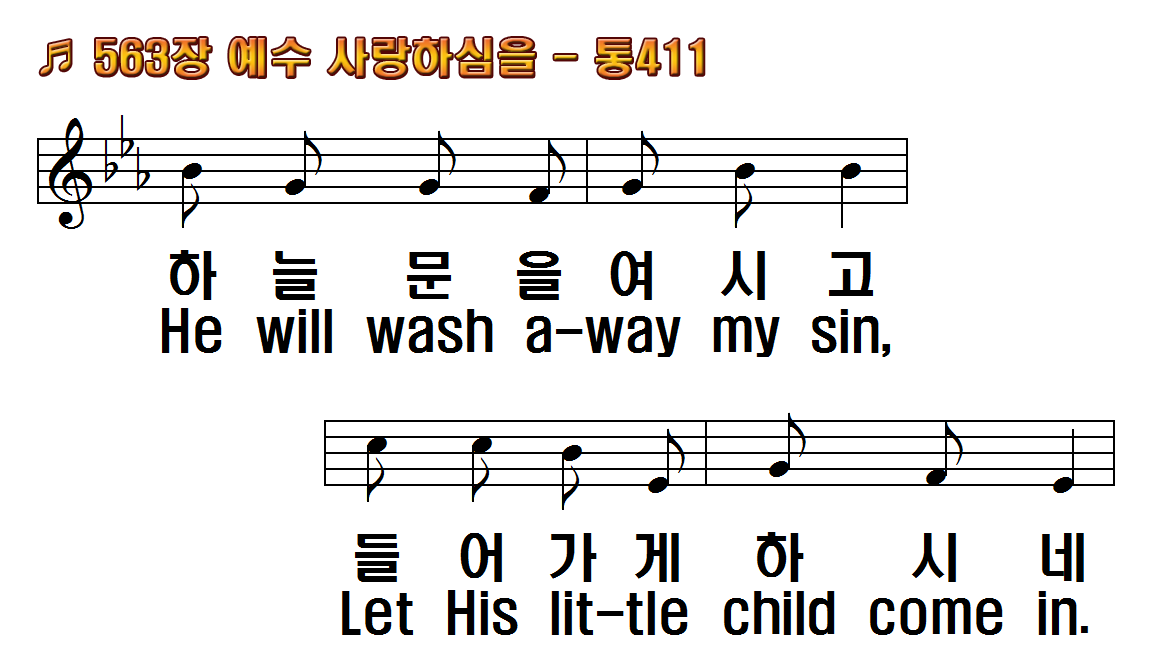 563장 예수 사랑하심을 - 통411
하 늘 문 을 여 시 고
He will wash a-way my sin,
들 어 가 게 하 시 네
Let His lit-tle child come in.